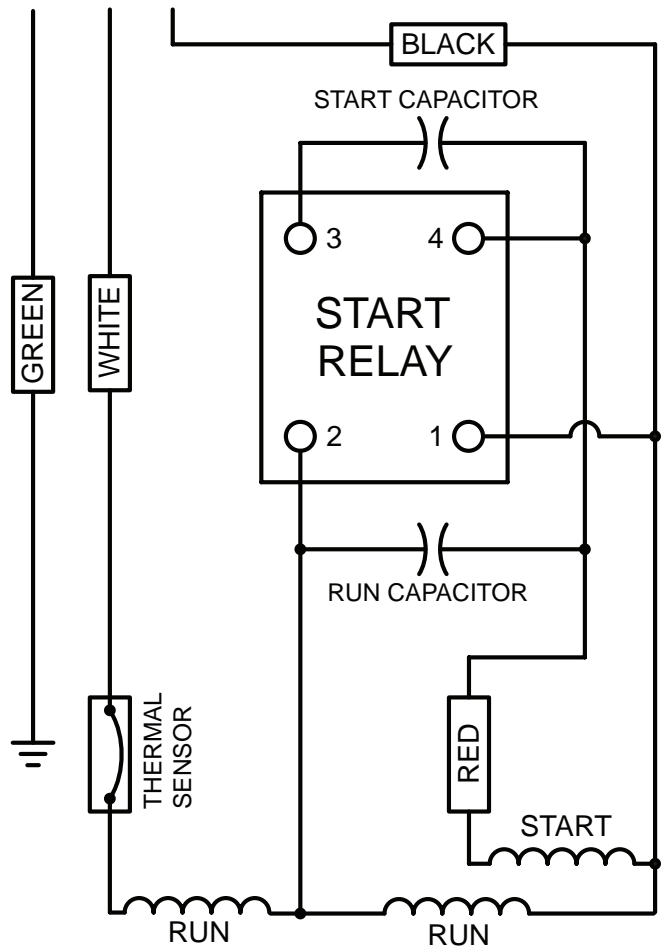 BLACK
START CAPACITOR
3
4
GREEN
WHITE
START
RELAY
2
1
RUN CAPACITOR
THERMAL
SENSOR
RED
START
RUN
RUN